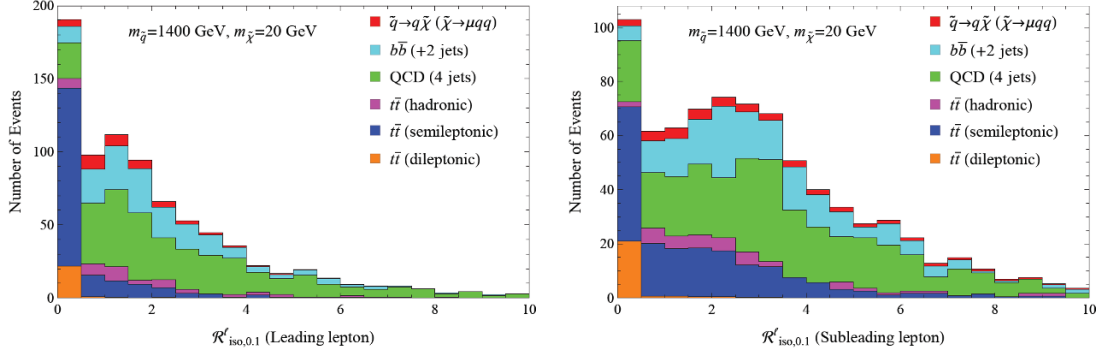 m_q̃=1400 GeV, m_χ̃=20 GeV
q̃→qχ̃ (χ̃→μqq)
bb̄ (+2 jets)
QCD (4 jets)
tt̄ (hadronic)
tt̄ (semileptonic)
tt̄ (dileptonic)
Number of Events
200
150
100
50
0
0 2 4 6 8 10
ℛ^ℓ_iso,0.1 (Leading lepton)
m_q̃=1400 GeV, m_χ̃=20 GeV
q̃→qχ̃ (χ̃→μqq)
bb̄ (+2 jets)
QCD (4 jets)
tt̄ (hadronic)
tt̄ (semileptonic)
tt̄ (dileptonic)
Number of Events
100
80
60
40
20
0
0 2 4 6 8 10
ℛ^ℓ_iso,0.1 (Subleading lepton)